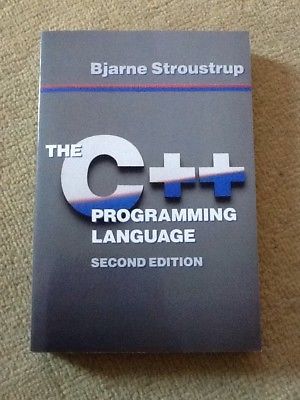 Bjarne Stroustrup
THE
C++
PROGRAMMING
LANGUAGE
SECOND EDITION